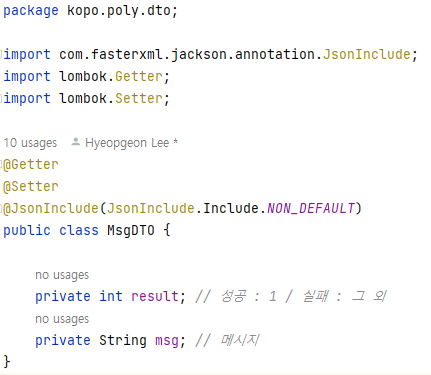 package kopo.poly.dto;
import com.fasterxml.jackson.annotation.JsonInclude;
import lombok.Getter;
import lombok.Setter;
10 usages Hyeopgeon Lee *
@Getter
@Setter
@JsonInclude(JsonInclude.Include.NON_DEFAULT)
public class MsgDTO {
no usages
private int result; // 성공 : 1 / 실패 : 그 외
no usages
private String msg; // 메시지
}